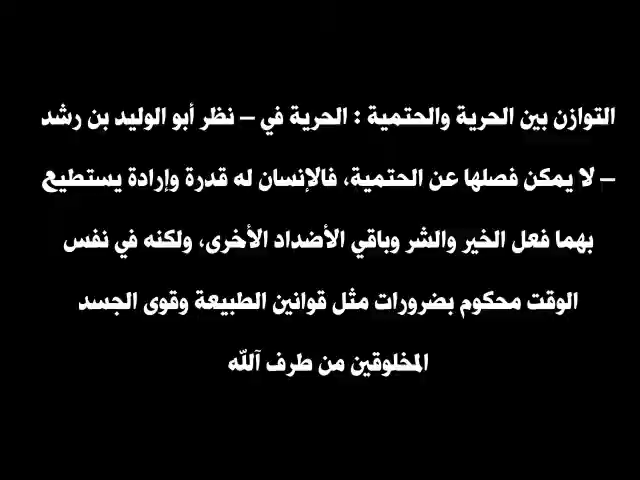 التوازن بين الحرية والحتمية : الحرية في – نظر أبو الوليد بن رشد
– لا يمكن فصلها عن الحتمية، فالإنسان له قدرة وإرادة يستطيع
بهما فعل الخير والشر وباقي الأضداد الأخرى، ولكنه في نفس
الوقت محكوم بضرورات مثل قوانين الطبيعة وقوى الجسد
المخلوقين من طرف آلله